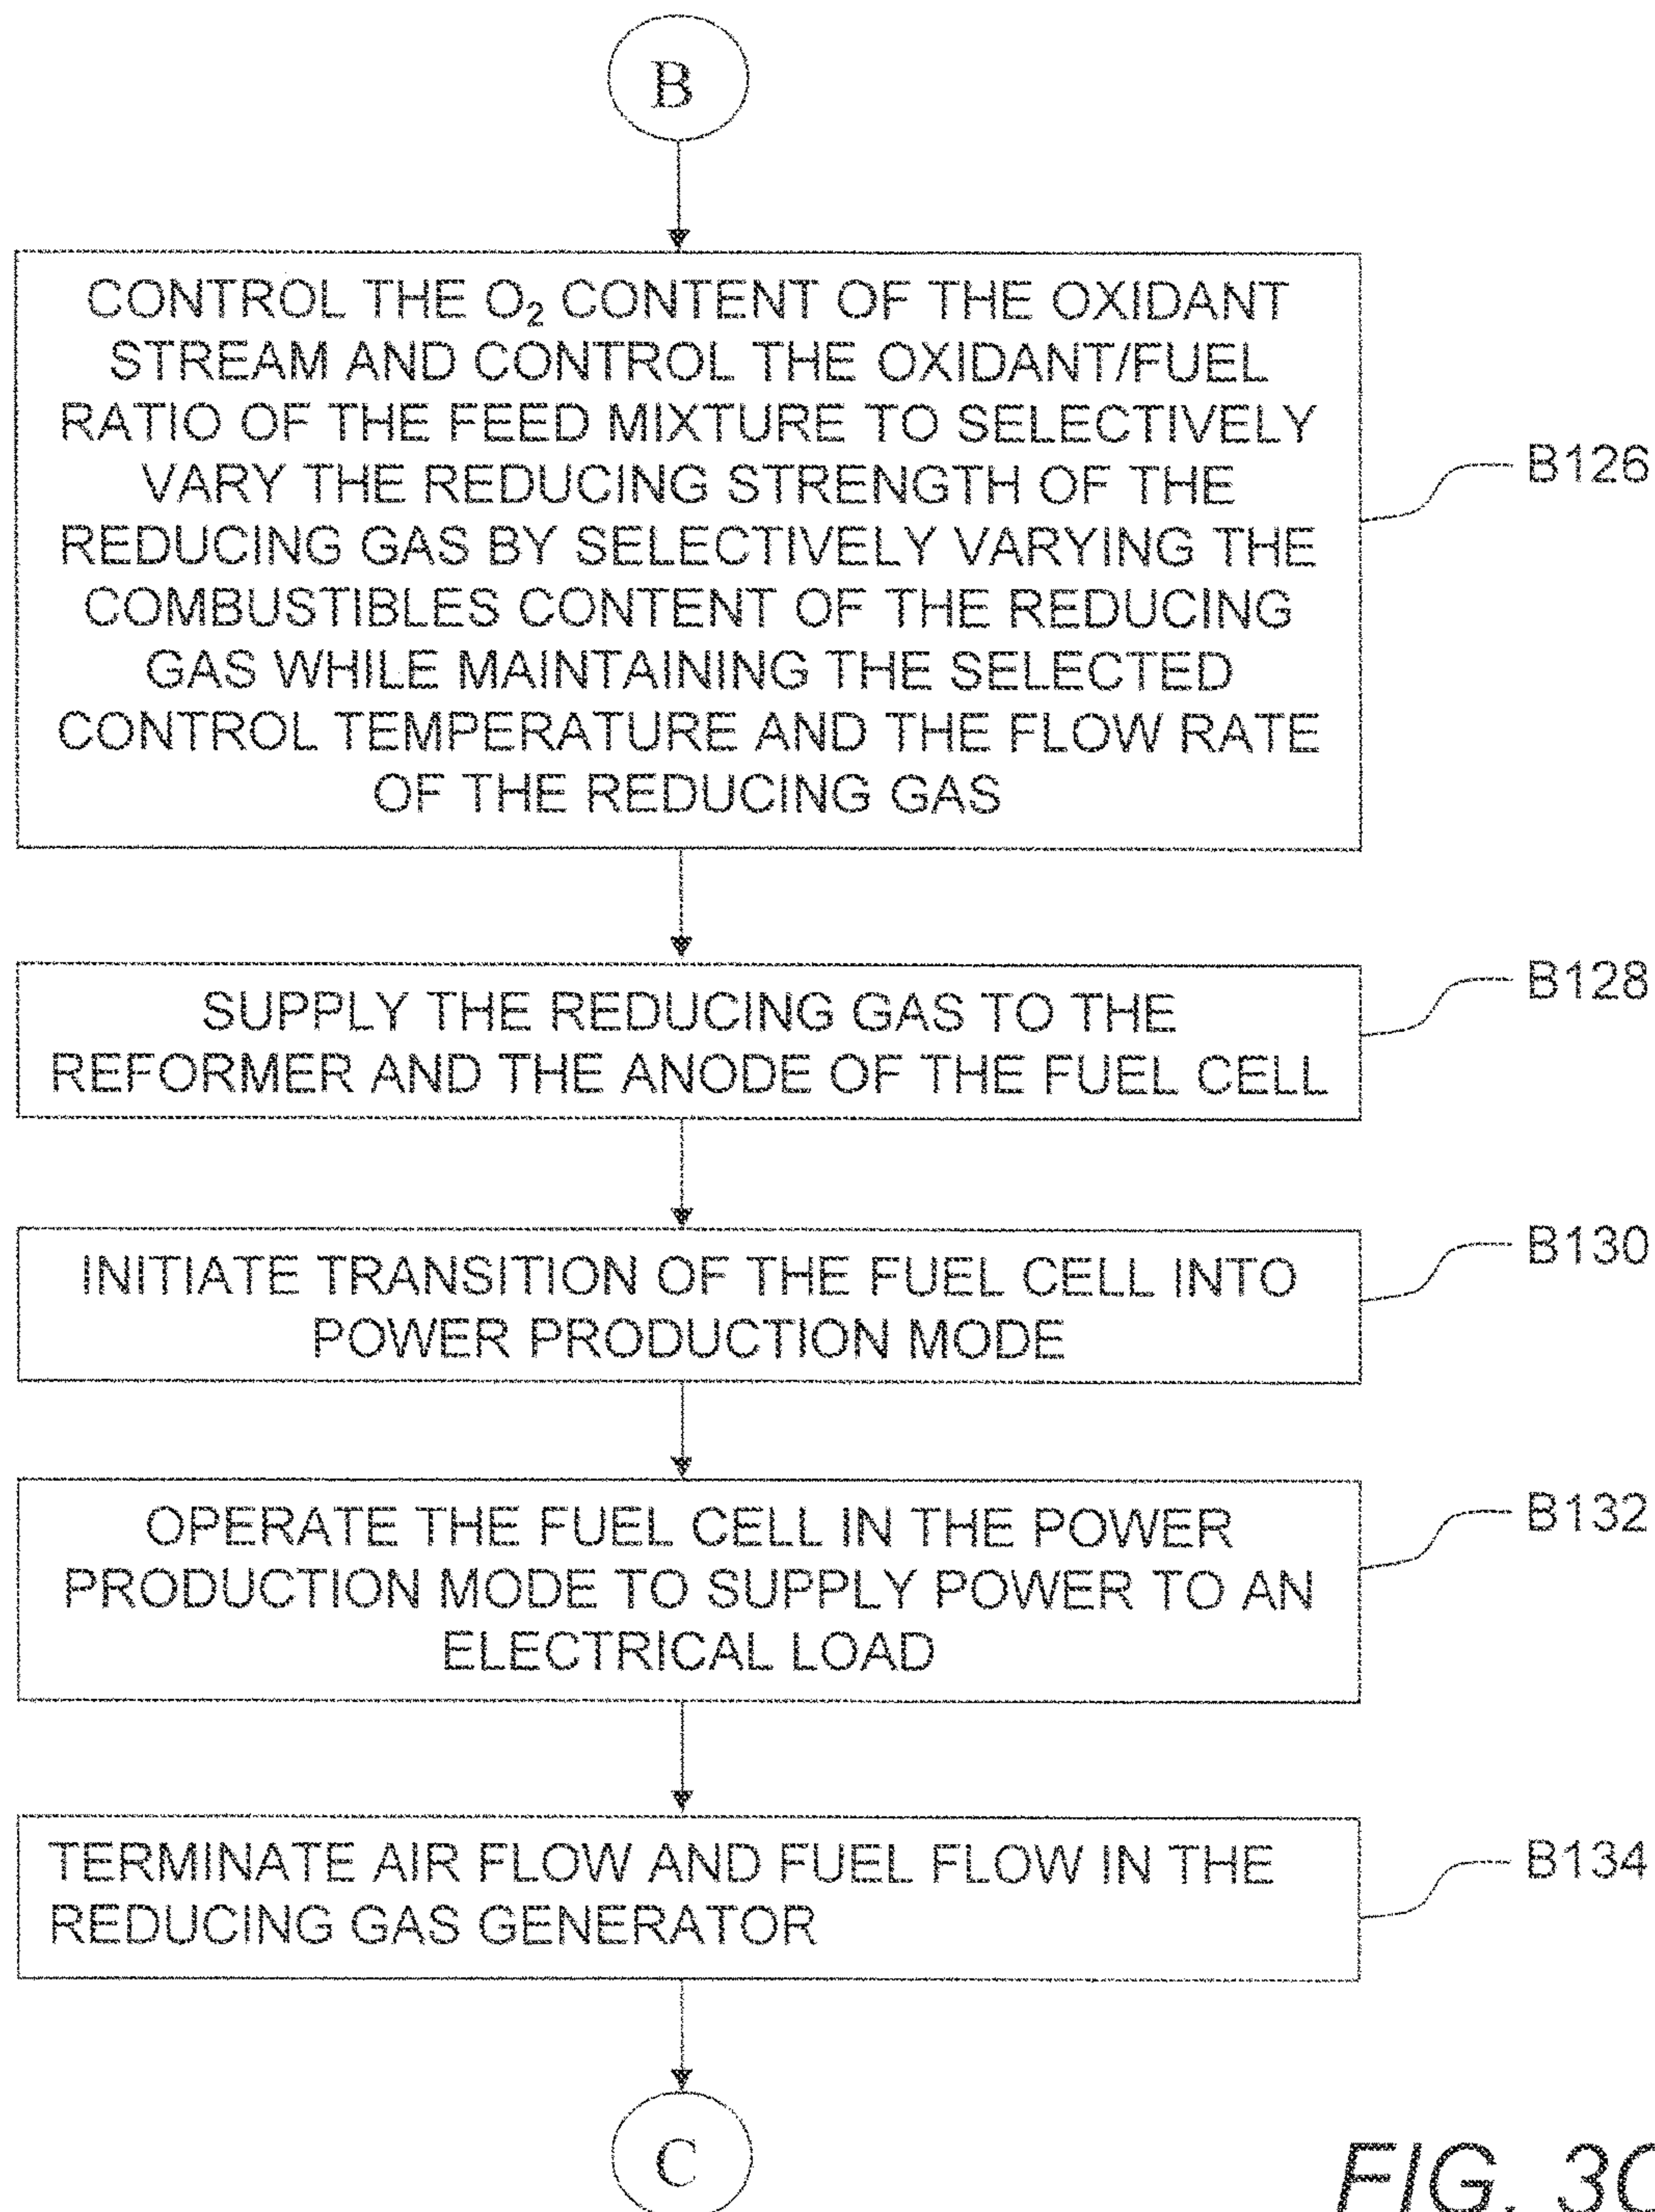 B
CONTROL THE O₂ CONTENT OF THE OXIDANT
STREAM AND CONTROL THE OXIDANT/FUEL
RATIO OF THE FEED MIXTURE TO SELECTIVELY
VARY THE REDUCING STRENGTH OF THE
REDUCING GAS BY SELECTIVELY VARYING THE
COMBUSTIBLES CONTENT OF THE REDUCING
GAS WHILE MAINTAINING THE SELECTED
CONTROL TEMPERATURE AND THE FLOW RATE
OF THE REDUCING GAS
B126
SUPPLY THE REDUCING GAS TO THE
REFORMER AND THE ANODE OF THE FUEL CELL
B128
INITIATE TRANSITION OF THE FUEL CELL INTO
POWER PRODUCTION MODE
B130
OPERATE THE FUEL CELL IN THE POWER
PRODUCTION MODE TO SUPPLY POWER TO AN
ELECTRICAL LOAD
B132
TERMINATE AIR FLOW AND FUEL FLOW IN THE
REDUCING GAS GENERATOR
B134
C
FIG.